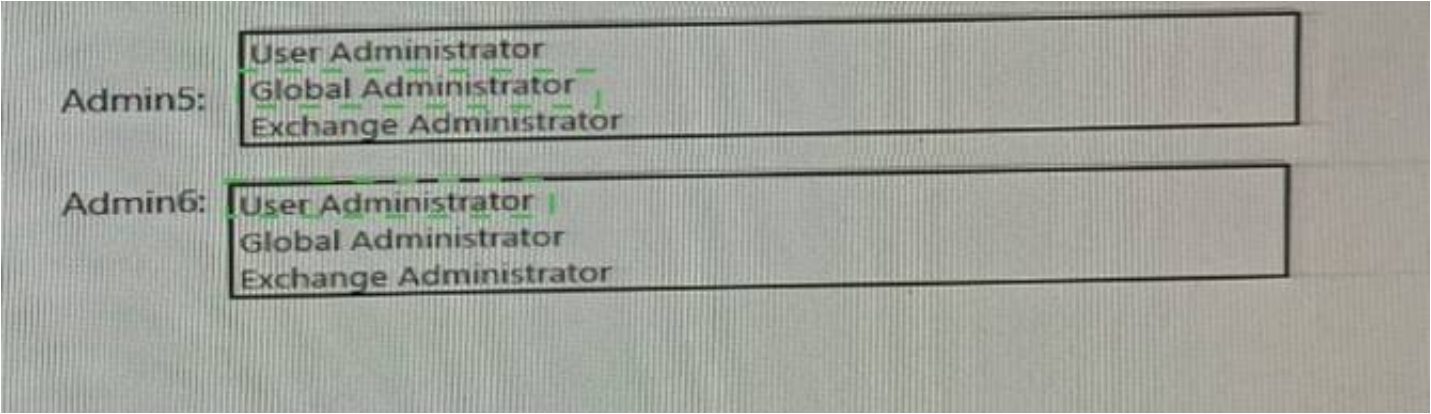 User Administrator
Admin5:
Global Administrator
Exchange Administrator
Admin6:
User Administrator
Global Administrator
Exchange Administrator